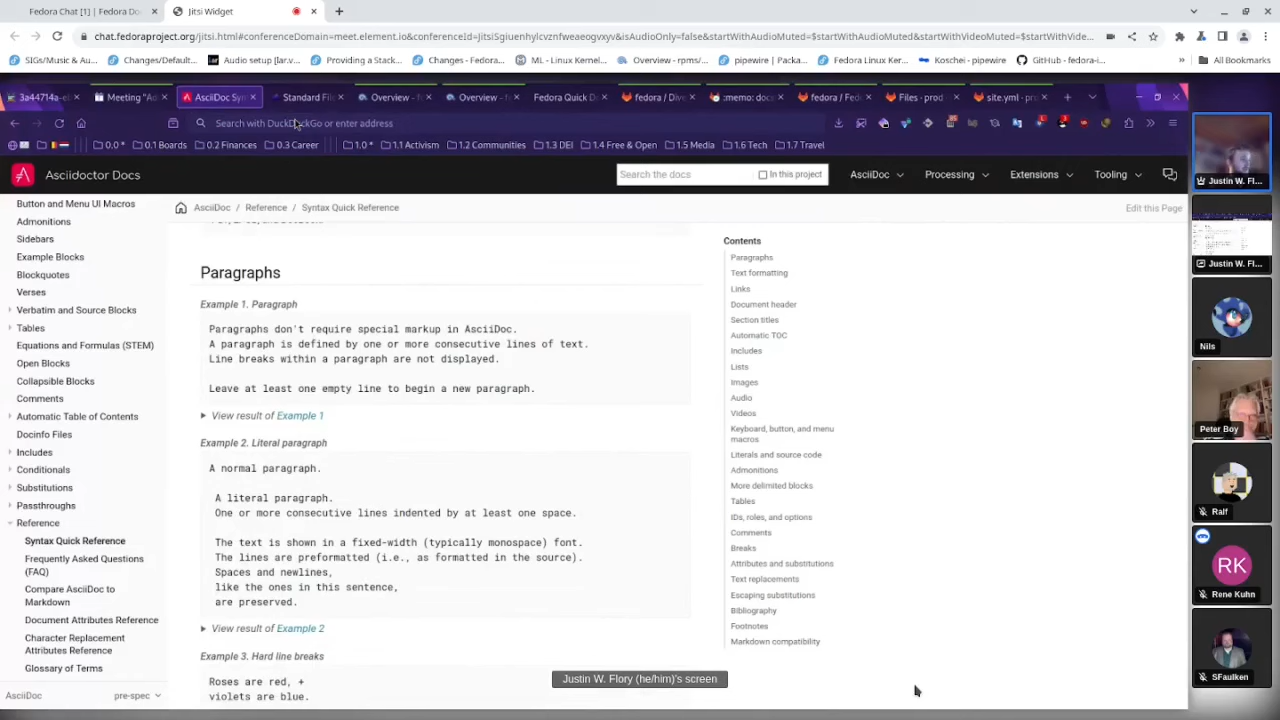 Fedora Chat [1] | Fedora Do
Jitsi Widget
chat.fedoraproject.org/jitsi.html#conferenceDomain=meet.element.io&conferenceId=JitsiSgiuenhylcvznfweaeogvxyv&isAudioOnly=false&startWithAudioMuted=$startWithAudioMuted&startWithVideoMuted=$startWithVide...
SIGs/Music & Au...
Changes/Default...
Audio setup [lar.v...
Providing a Stack...
Changes - Fedora...
ML - Linux Kernel...
Overview - rpms/...
pipewire | Packa...
Fedora Linux Ker...
Koschei - pipewire
GitHub - fedora-i...
» All Bookmarks
3a44714a-e
Meeting "Ad
AsciiDoc Syn
Standard File
Overview - f
Overview - f
Fedora Quick Do
fedora / Dive
:memo: docs
fedora / Fed
Files · prod
site.yml · pr
Search with DuckDuckGo or enter address
0.0 *
0.1 Boards
0.2 Finances
0.3 Career
1.0 *
1.1 Activism
1.2 Communities
1.3 DEI
1.4 Free & Open
1.5 Media
1.6 Tech
1.7 Travel
Asciidoctor Docs
Search the docs
In this project
AsciiDoc
Processing
Extensions
Tooling
AsciiDoc / Reference / Syntax Quick Reference
Edit this Page
Button and Menu UI Macros
Admonitions
Sidebars
Example Blocks
Blockquotes
Verses
Verbatim and Source Blocks
Tables
Equations and Formulas (STEM)
Open Blocks
Collapsible Blocks
Comments
Automatic Table of Contents
Docinfo Files
Includes
Conditionals
Substitutions
Passthroughs
Reference
Syntax Quick Reference
Frequently Asked Questions
(FAQ)
Compare AsciiDoc to
Markdown
Document Attributes Reference
Character Replacement
Attributes Reference
Glossary of Terms
AsciiDoc
pre-spec
Paragraphs
Example 1. Paragraph
Paragraphs don't require special markup in AsciiDoc.
A paragraph is defined by one or more consecutive lines of text.
Line breaks within a paragraph are not displayed.
Leave at least one empty line to begin a new paragraph.
View result of Example 1
Example 2. Literal paragraph
A normal paragraph.
A literal paragraph.
One or more consecutive lines indented by at least one space.
The text is shown in a fixed-width (typically monospace) font.
The lines are preformatted (i.e., as formatted in the source).
Spaces and newlines,
like the ones in this sentence,
are preserved.
View result of Example 2
Example 3. Hard line breaks
Roses are red, +
violets are blue.
Contents
Paragraphs
Text formatting
Links
Document header
Section titles
Automatic TOC
Includes
Lists
Images
Audio
Videos
Keyboard, button, and menu
macros
Literals and source code
Admonitions
More delimited blocks
Tables
IDs, roles, and options
Comments
Breaks
Attributes and substitutions
Text replacements
Escaping substitutions
Bibliography
Footnotes
Markdown compatibility
Justin W. Flory (he/him)'s screen
Justin W. Fl...
Justin W. Fl...
Nils
Peter Boy
Ralf
RK
Rene Kuhn
SFaulken